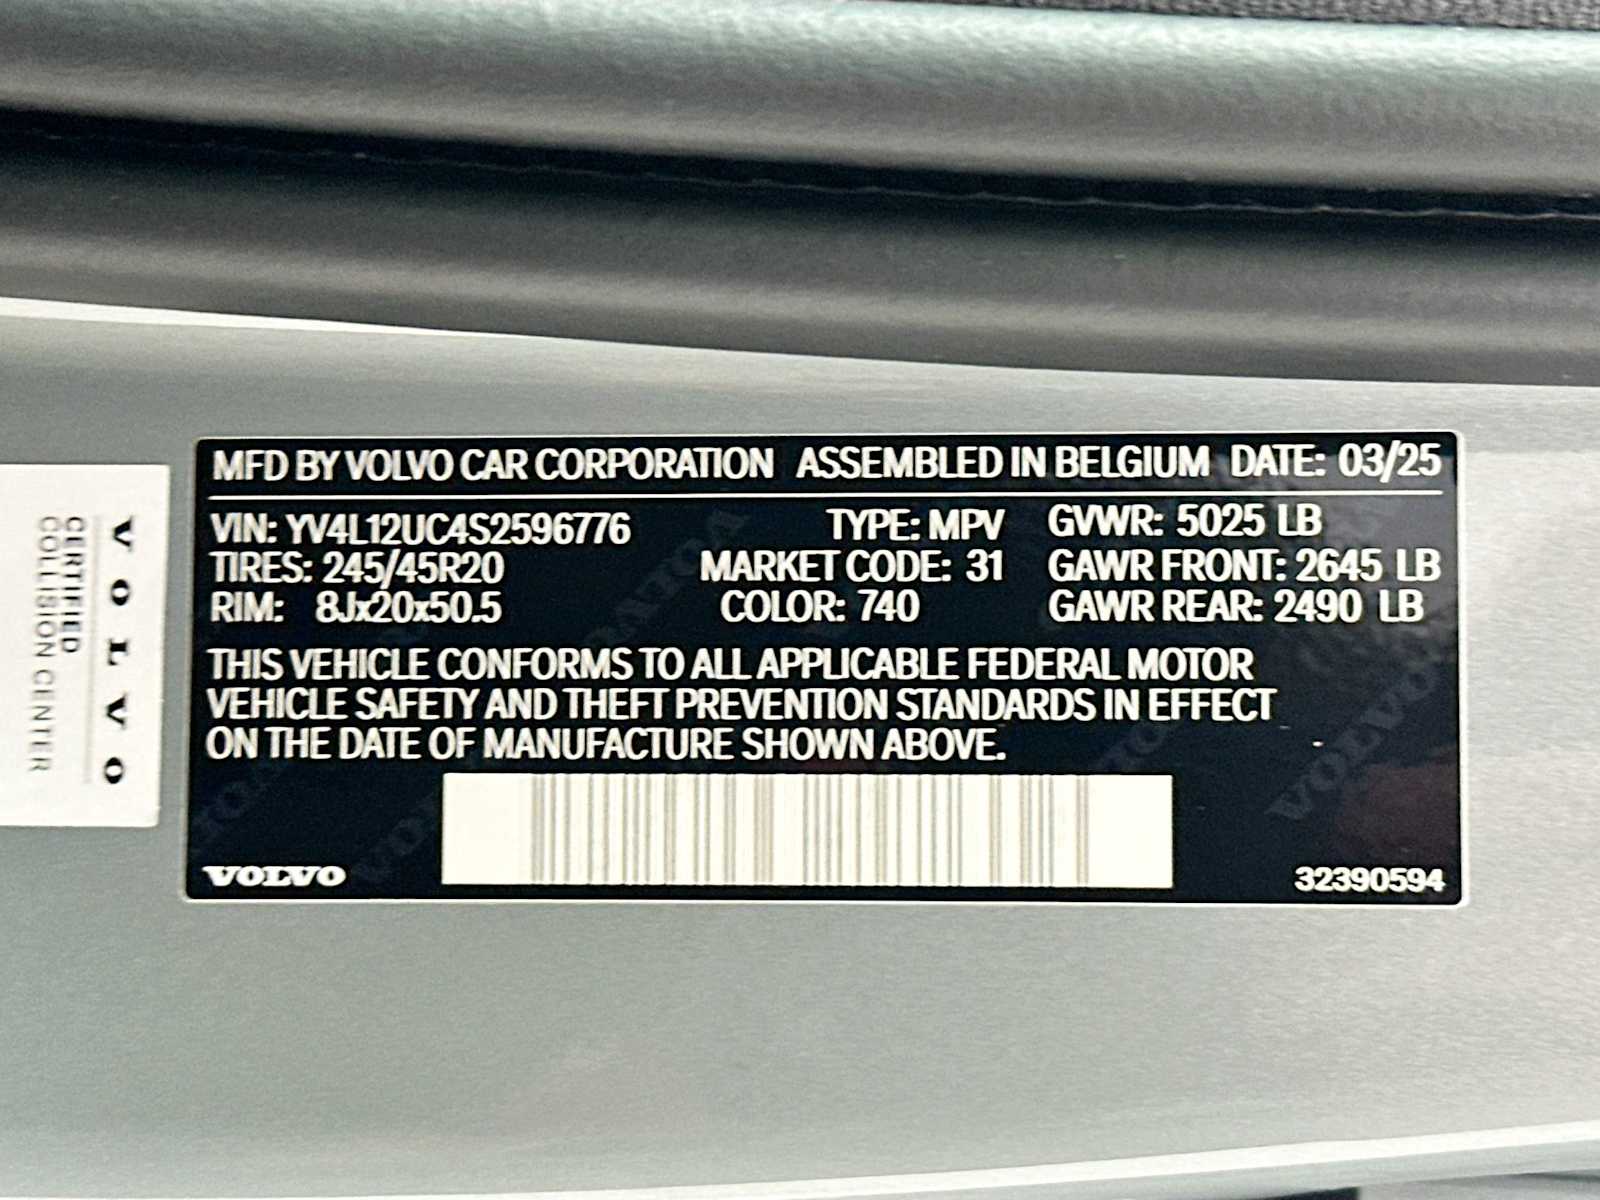 MFD BY VOLVO CAR CORPORATION ASSEMBLED IN BELGIUM DATE: 03/25
VIN: YV4L12UC4S2596776 TYPE: MPV GVWR: 5025 LB
TIRES: 245/45R20 MARKET CODE: 31 GAWR FRONT: 2645 LB
RIM: 8Jx20x50.5 COLOR: 740 GAWR REAR: 2490 LB
THIS VEHICLE CONFORMS TO ALL APPLICABLE FEDERAL MOTOR
VEHICLE SAFETY AND THEFT PREVENTION STANDARDS IN EFFECT
ON THE DATE OF MANUFACTURE SHOWN ABOVE.
VOLVO 32390594
VOLVO
CERTIFIED
COLLISION CENTER